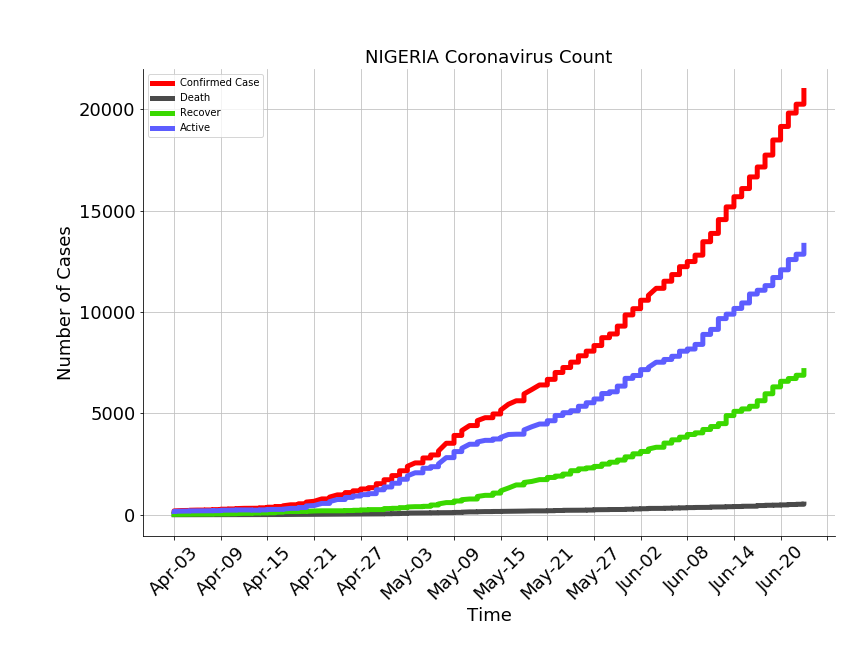 NIGERIA Coronavirus Count
Confirmed Case
Death
Recover
Active
20000
15000
10000
5000
0
Number of Cases
Apr-03
Apr-09
Apr-15
Apr-21
Apr-27
May-03
May-09
May-15
May-21
May-27
Jun-02
Jun-08
Jun-14
Jun-20
Time